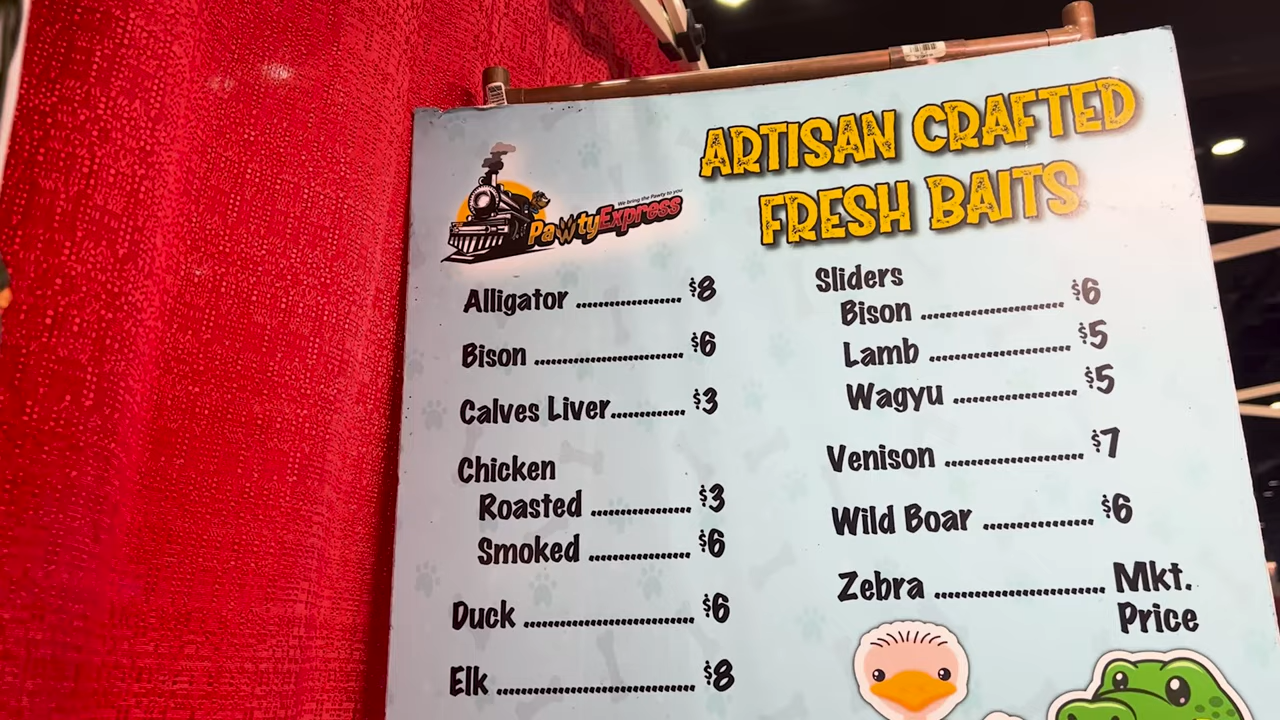 ARTISAN CRAFTED
FRESH BAITS
We bring the Pawty to you
PawtyExpress
Alligator .................. $8
Bison .......................... $6
Calves Liver............. $3
Chicken
Roasted ................. $3
Smoked ................. $6
Duck ............................. $6
Elk .................................. $8
Sliders
Bison ........................ $6
Lamb ........................ $5
Wagyu ..................... $5
Venison ....................... $7
Wild Boar ................... $6
Zebra ............................. Mkt.
Price